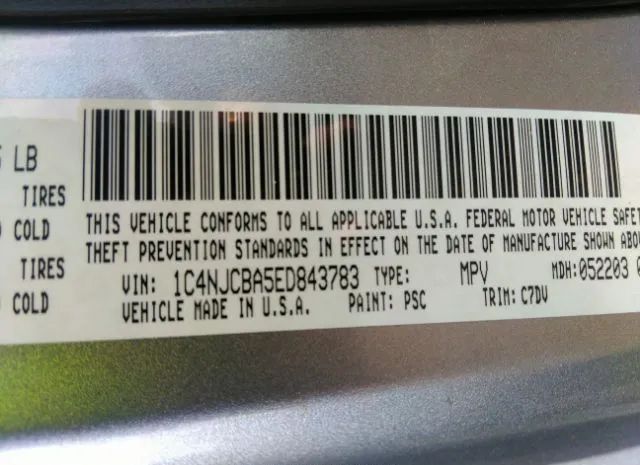 LB
TIRES
COLD
TIRES
COLD
THIS VEHICLE CONFORMS TO ALL APPLICABLE U.S.A. FEDERAL MOTOR VEHICLE SAFET
THEFT PREVENTION STANDARDS IN EFFECT ON THE DATE OF MANUFACTURE SHOWN ABOV
VIN: 1C4NJCBA5ED843783 TYPE: MPV MDH:052203
VEHICLE MADE IN U.S.A. PAINT: PSC TRIM: C7DV